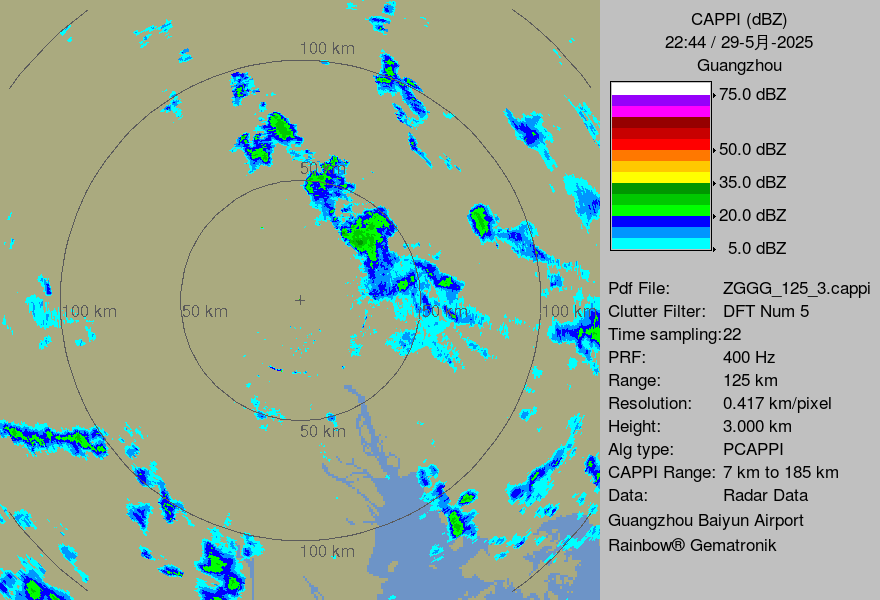 100 km
50 km
100 km
50 km
50 km
100 km
50 km
100 km
CAPPI (dBZ)
22:44 / 29-5月-2025
Guangzhou
75.0 dBZ
50.0 dBZ
35.0 dBZ
20.0 dBZ
5.0 dBZ
Pdf File: ZGGG_125_3.cappi
Clutter Filter: DFT Num 5
Time sampling:22
PRF: 400 Hz
Range: 125 km
Resolution: 0.417 km/pixel
Height: 3.000 km
Alg type: PCAPPI
CAPPI Range: 7 km to 185 km
Data: Radar Data
Guangzhou Baiyun Airport
Rainbow® Gematronik